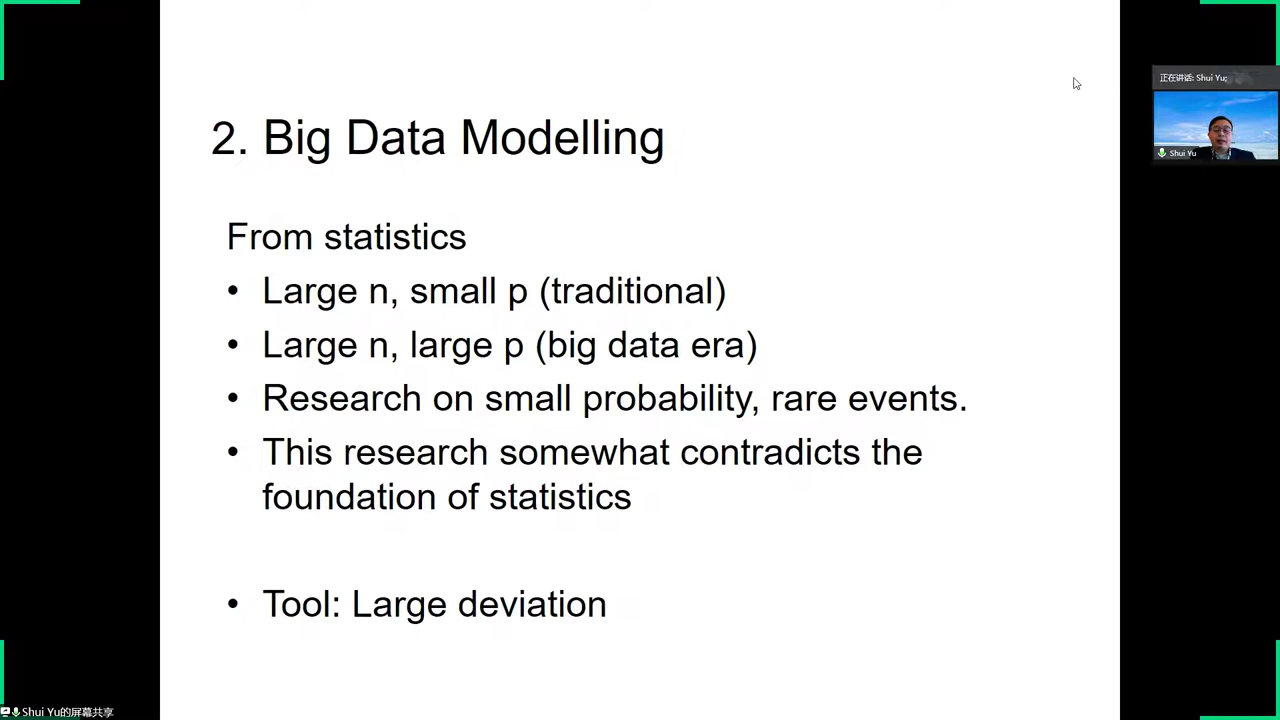 2. Big Data Modelling
From statistics
• Large n, small p (traditional)
• Large n, large p (big data era)
• Research on small probability, rare events.
• This research somewhat contradicts the
foundation of statistics
• Tool: Large deviation
正在讲话: Shui Yu;
Shui Yu
Shui Yu的屏幕共享